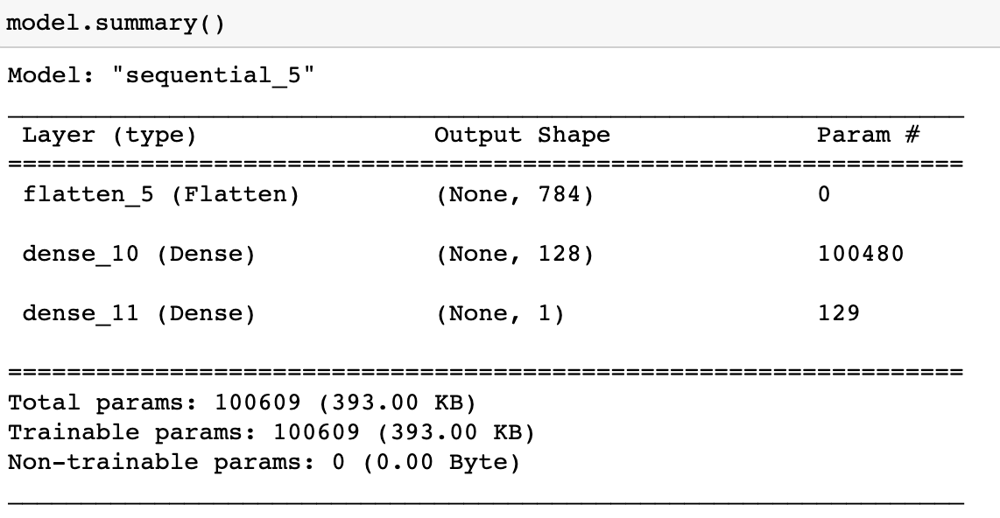 model.summary()
Model: "sequential_5"
_________________________________________________________________
Layer (type) Output Shape Param #
=================================================================
flatten_5 (Flatten) (None, 784) 0
dense_10 (Dense) (None, 128) 100480
dense_11 (Dense) (None, 1) 129
=================================================================
Total params: 100609 (393.00 KB)
Trainable params: 100609 (393.00 KB)
Non-trainable params: 0 (0.00 Byte)
_________________________________________________________________